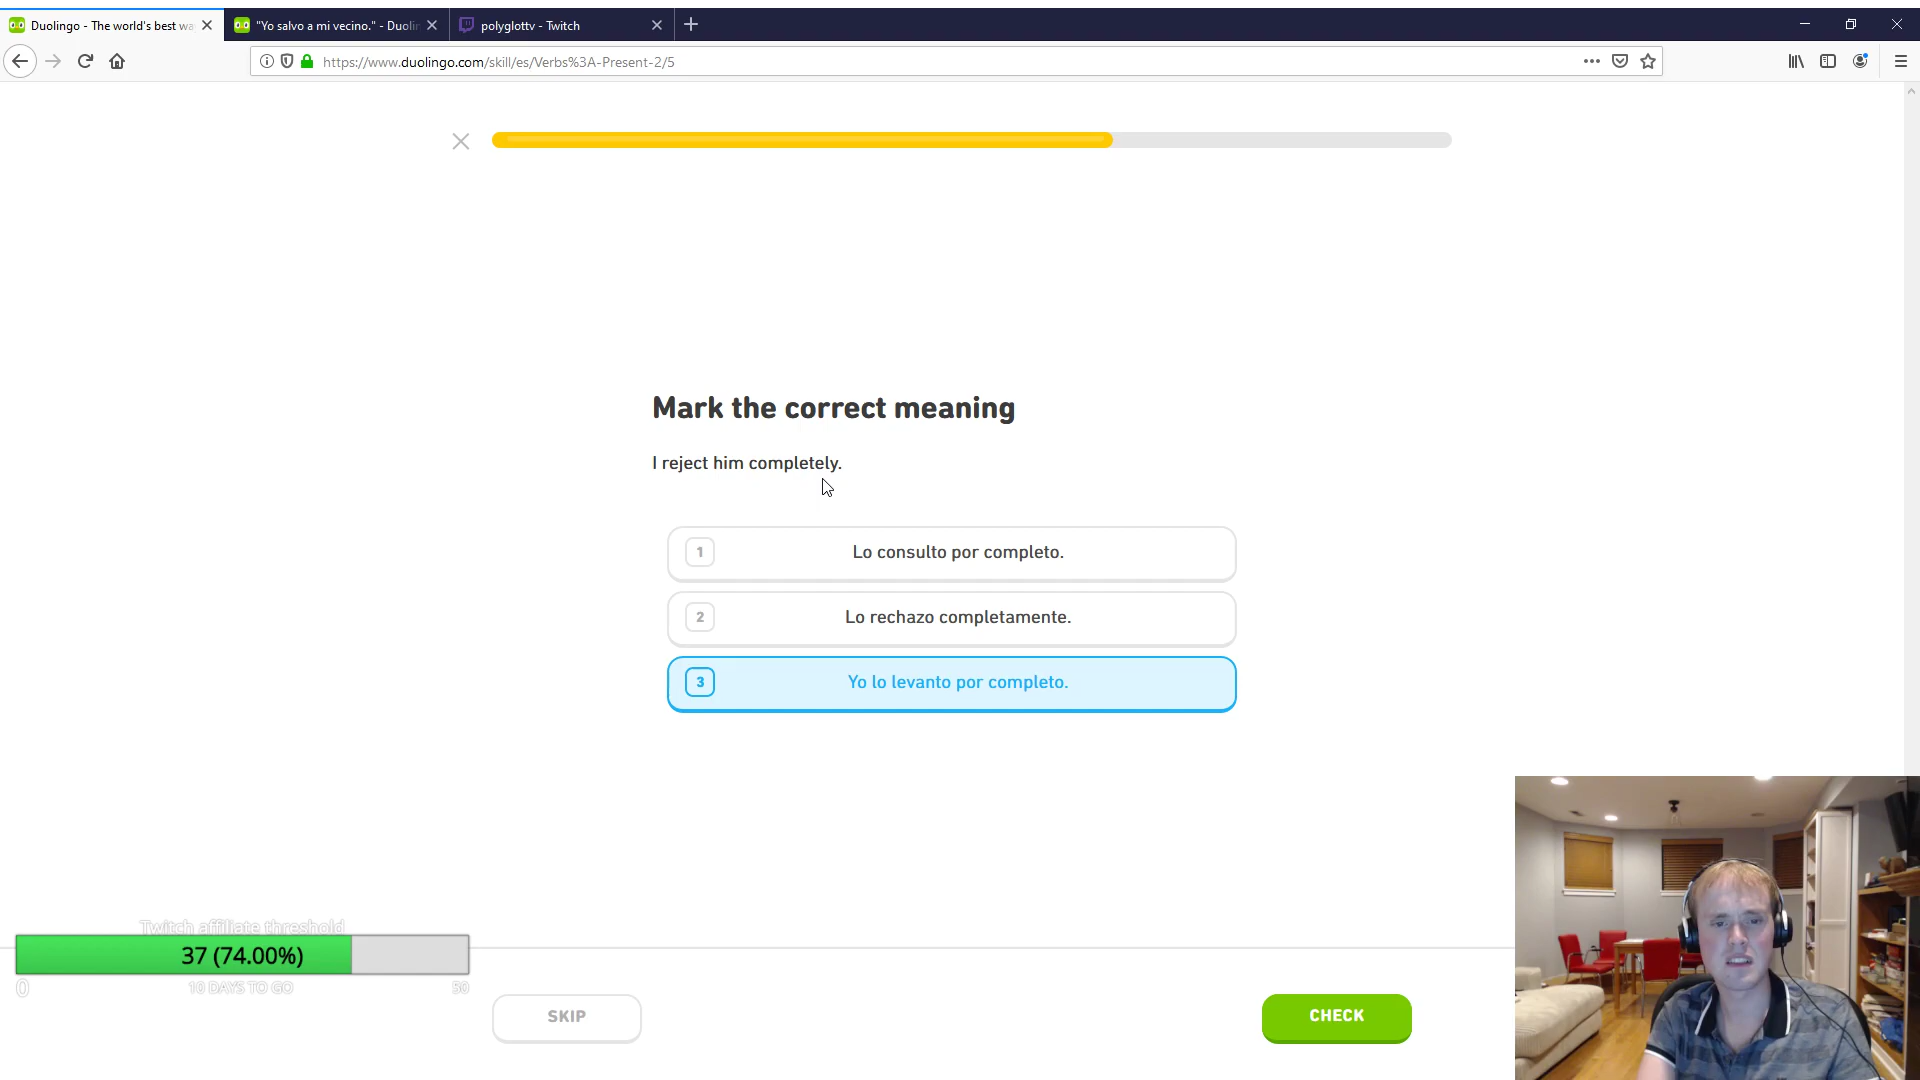 Duolingo - The world's best wa
"Yo salvo a mi vecino." - Duolin
polyglottv - Twitch
https://www.duolingo.com/skill/es/Verbs%3A-Present-2/5
Mark the correct meaning
I reject him completely.
1 Lo consulto por completo.
2 Lo rechazo completamente.
3 Yo lo levanto por completo.
Twitch affiliate threshold
37 (74.00%)
0 10 DAYS TO GO 50
SKIP
CHECK